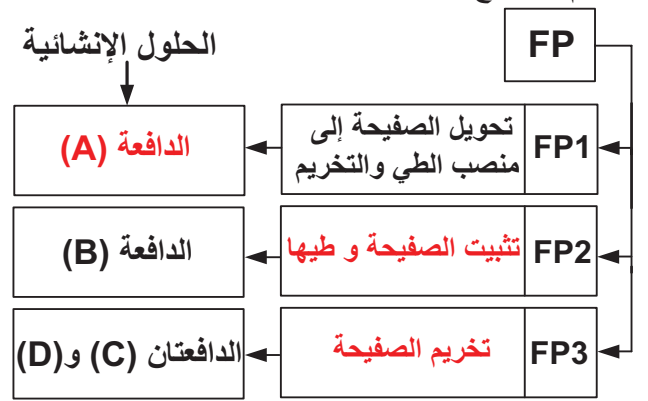 الحلول الإنشائية
FP
تحويل الصفيحة إلى
منصب الطي والتخريم
FP1
الدافعة (A)
FP2
تثبيت الصفيحة و طيها
الدافعة (B)
FP3
تخريم الصفيحة
الدافعتان (C) و(D)